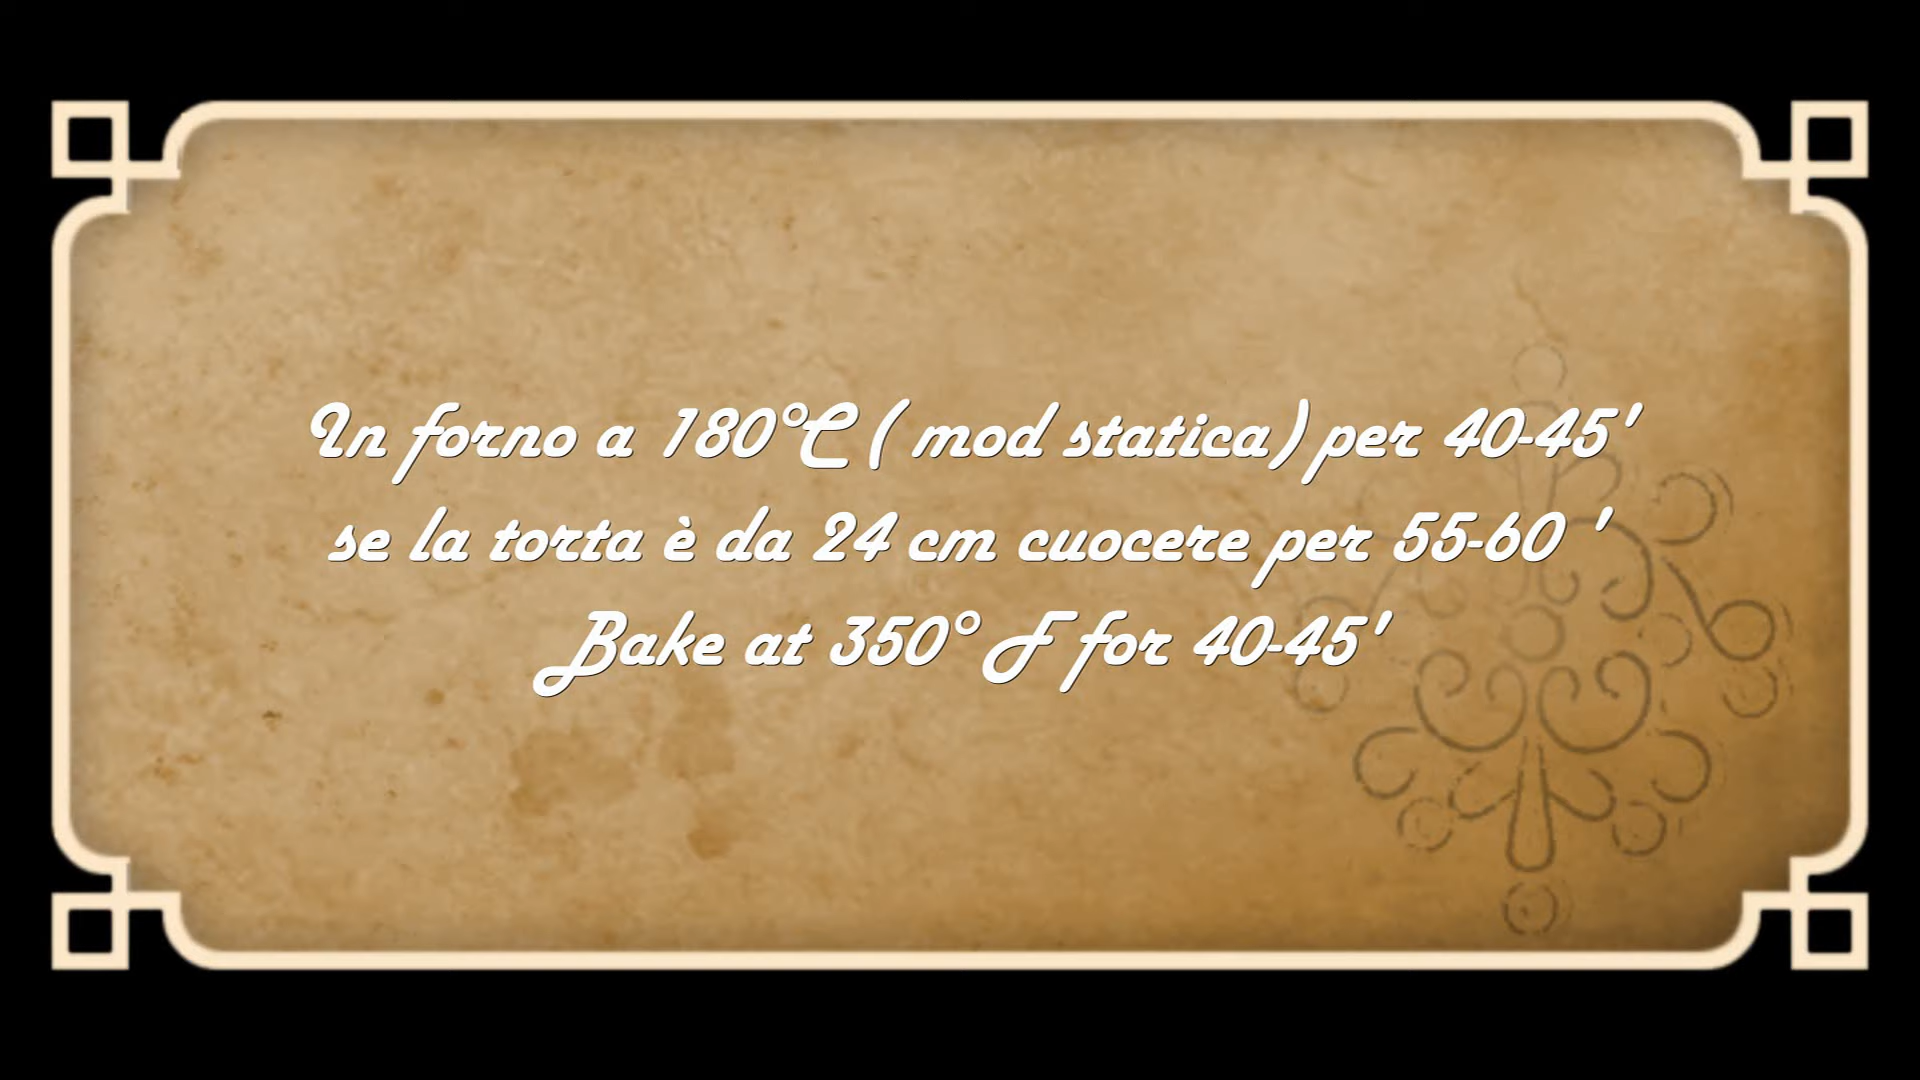 In forno a 180°C ( mod statica) per 40-45'
se la torta è da 24 cm cuocere per 55-60 '
Bake at 350° F for 40-45'